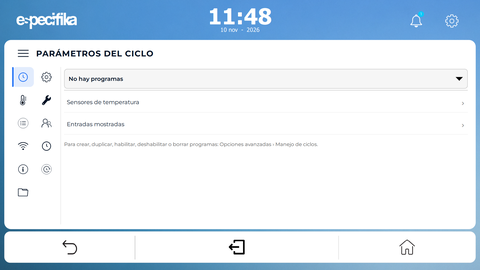 e-pecifika
11:48
10 nov - 2026
PARÁMETROS DEL CICLO
No hay programas
Sensores de temperatura
Entradas mostradas
Para crear, duplicar, habilitar, deshabilitar o borrar programas: Opciones avanzadas › Manejo de ciclos.